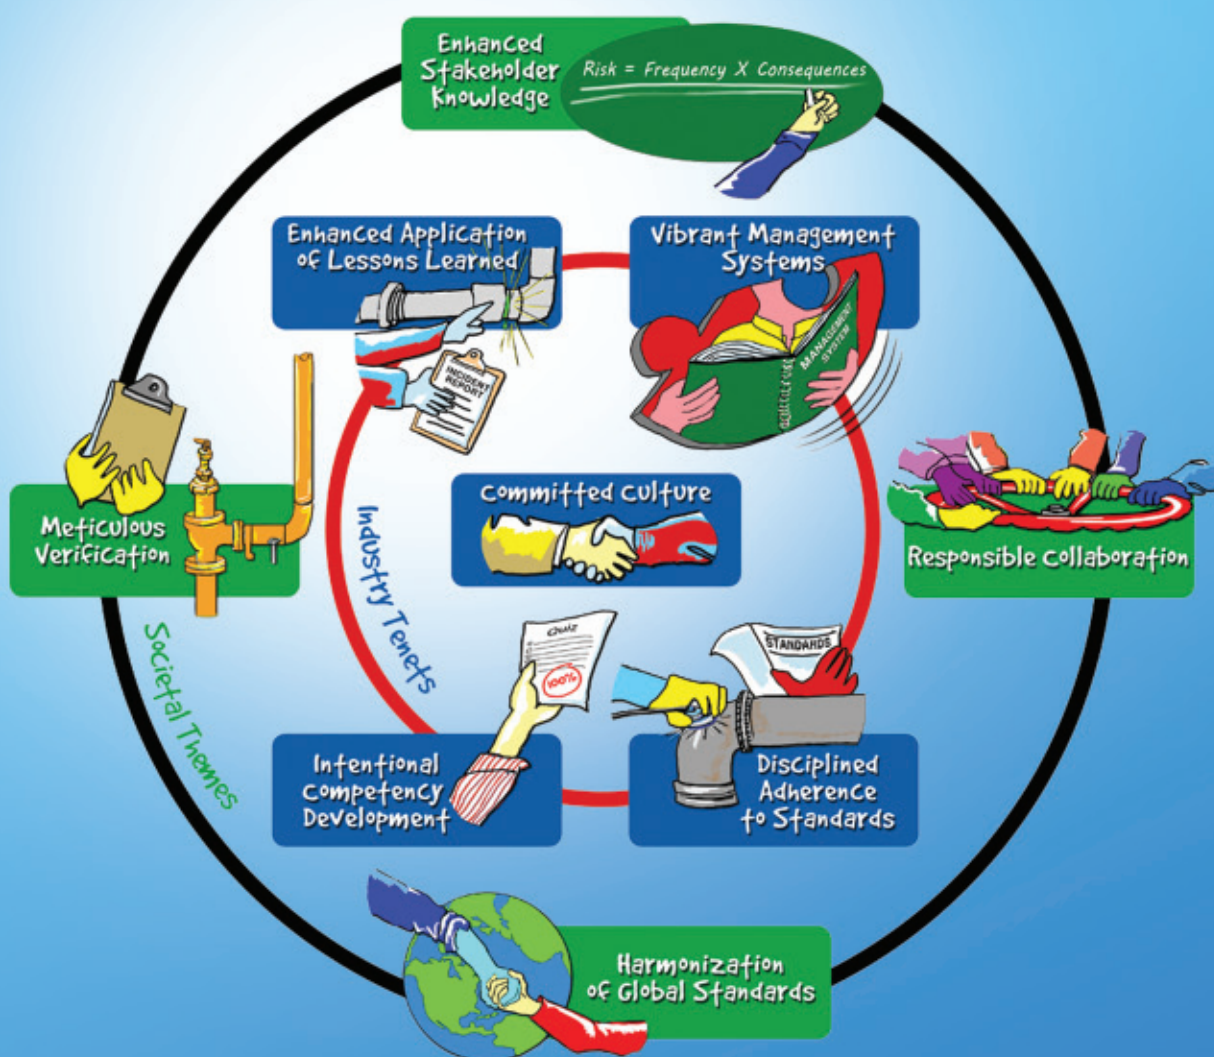 Enhanced
Stakeholder
Knowledge
Risk = Frequency X Consequences
Enhanced Application
of Lessons Learned
INCIDENT
REPORT
Vibrant Management
Systems
MANAGEMENT
SYSTEM
Meticulous
Verification
Committed Culture
Responsible Collaboration
Industry Tenets
Societal Themes
QUIZ
100%
Intentional
Competency
Development
STANDARDS
Disciplined
Adherence
to Standards
Harmonization
of Global Standards